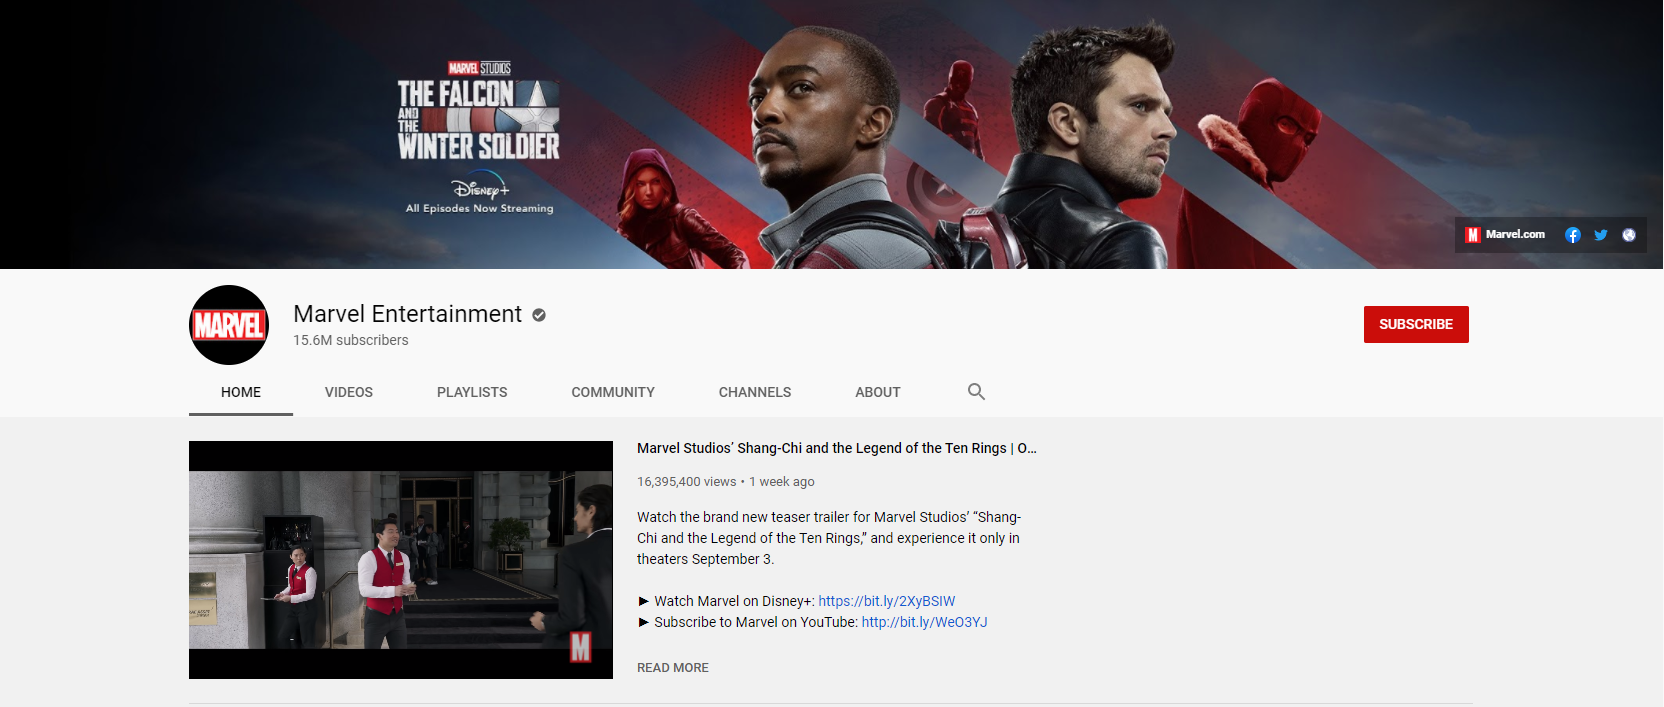 MARVEL STUDIOS
THE FALCON
AND
THE
WINTER SOLDIER
Disney+
All Episodes Now Streaming
M Marvel.com
MARVEL
Marvel Entertainment
15.6M subscribers
SUBSCRIBE
HOME VIDEOS PLAYLISTS COMMUNITY CHANNELS ABOUT
Marvel Studios’ Shang-Chi and the Legend of the Ten Rings | O...
16,395,400 views • 1 week ago
Watch the brand new teaser trailer for Marvel Studios’ “Shang-
Chi and the Legend of the Ten Rings,” and experience it only in
theaters September 3.
► Watch Marvel on Disney+: https://bit.ly/2XyBSIW
► Subscribe to Marvel on YouTube: http://bit.ly/WeO3YJ
M
READ MORE